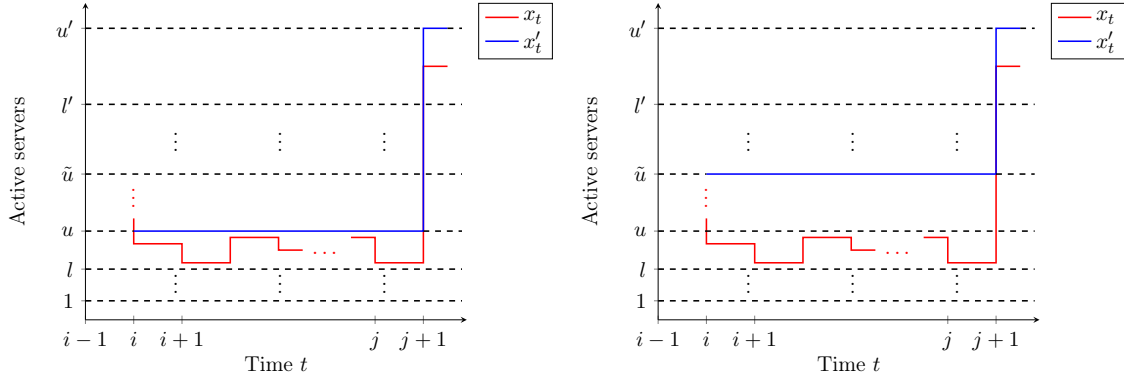 u′
l′
ũ
u
l
1
Active servers
i − 1
i
i + 1
j
j + 1
Time t
x_t
x′_t
u′
l′
ũ
u
l
1
Active servers
i − 1
i
i + 1
j
j + 1
Time t
x_t
x′_t